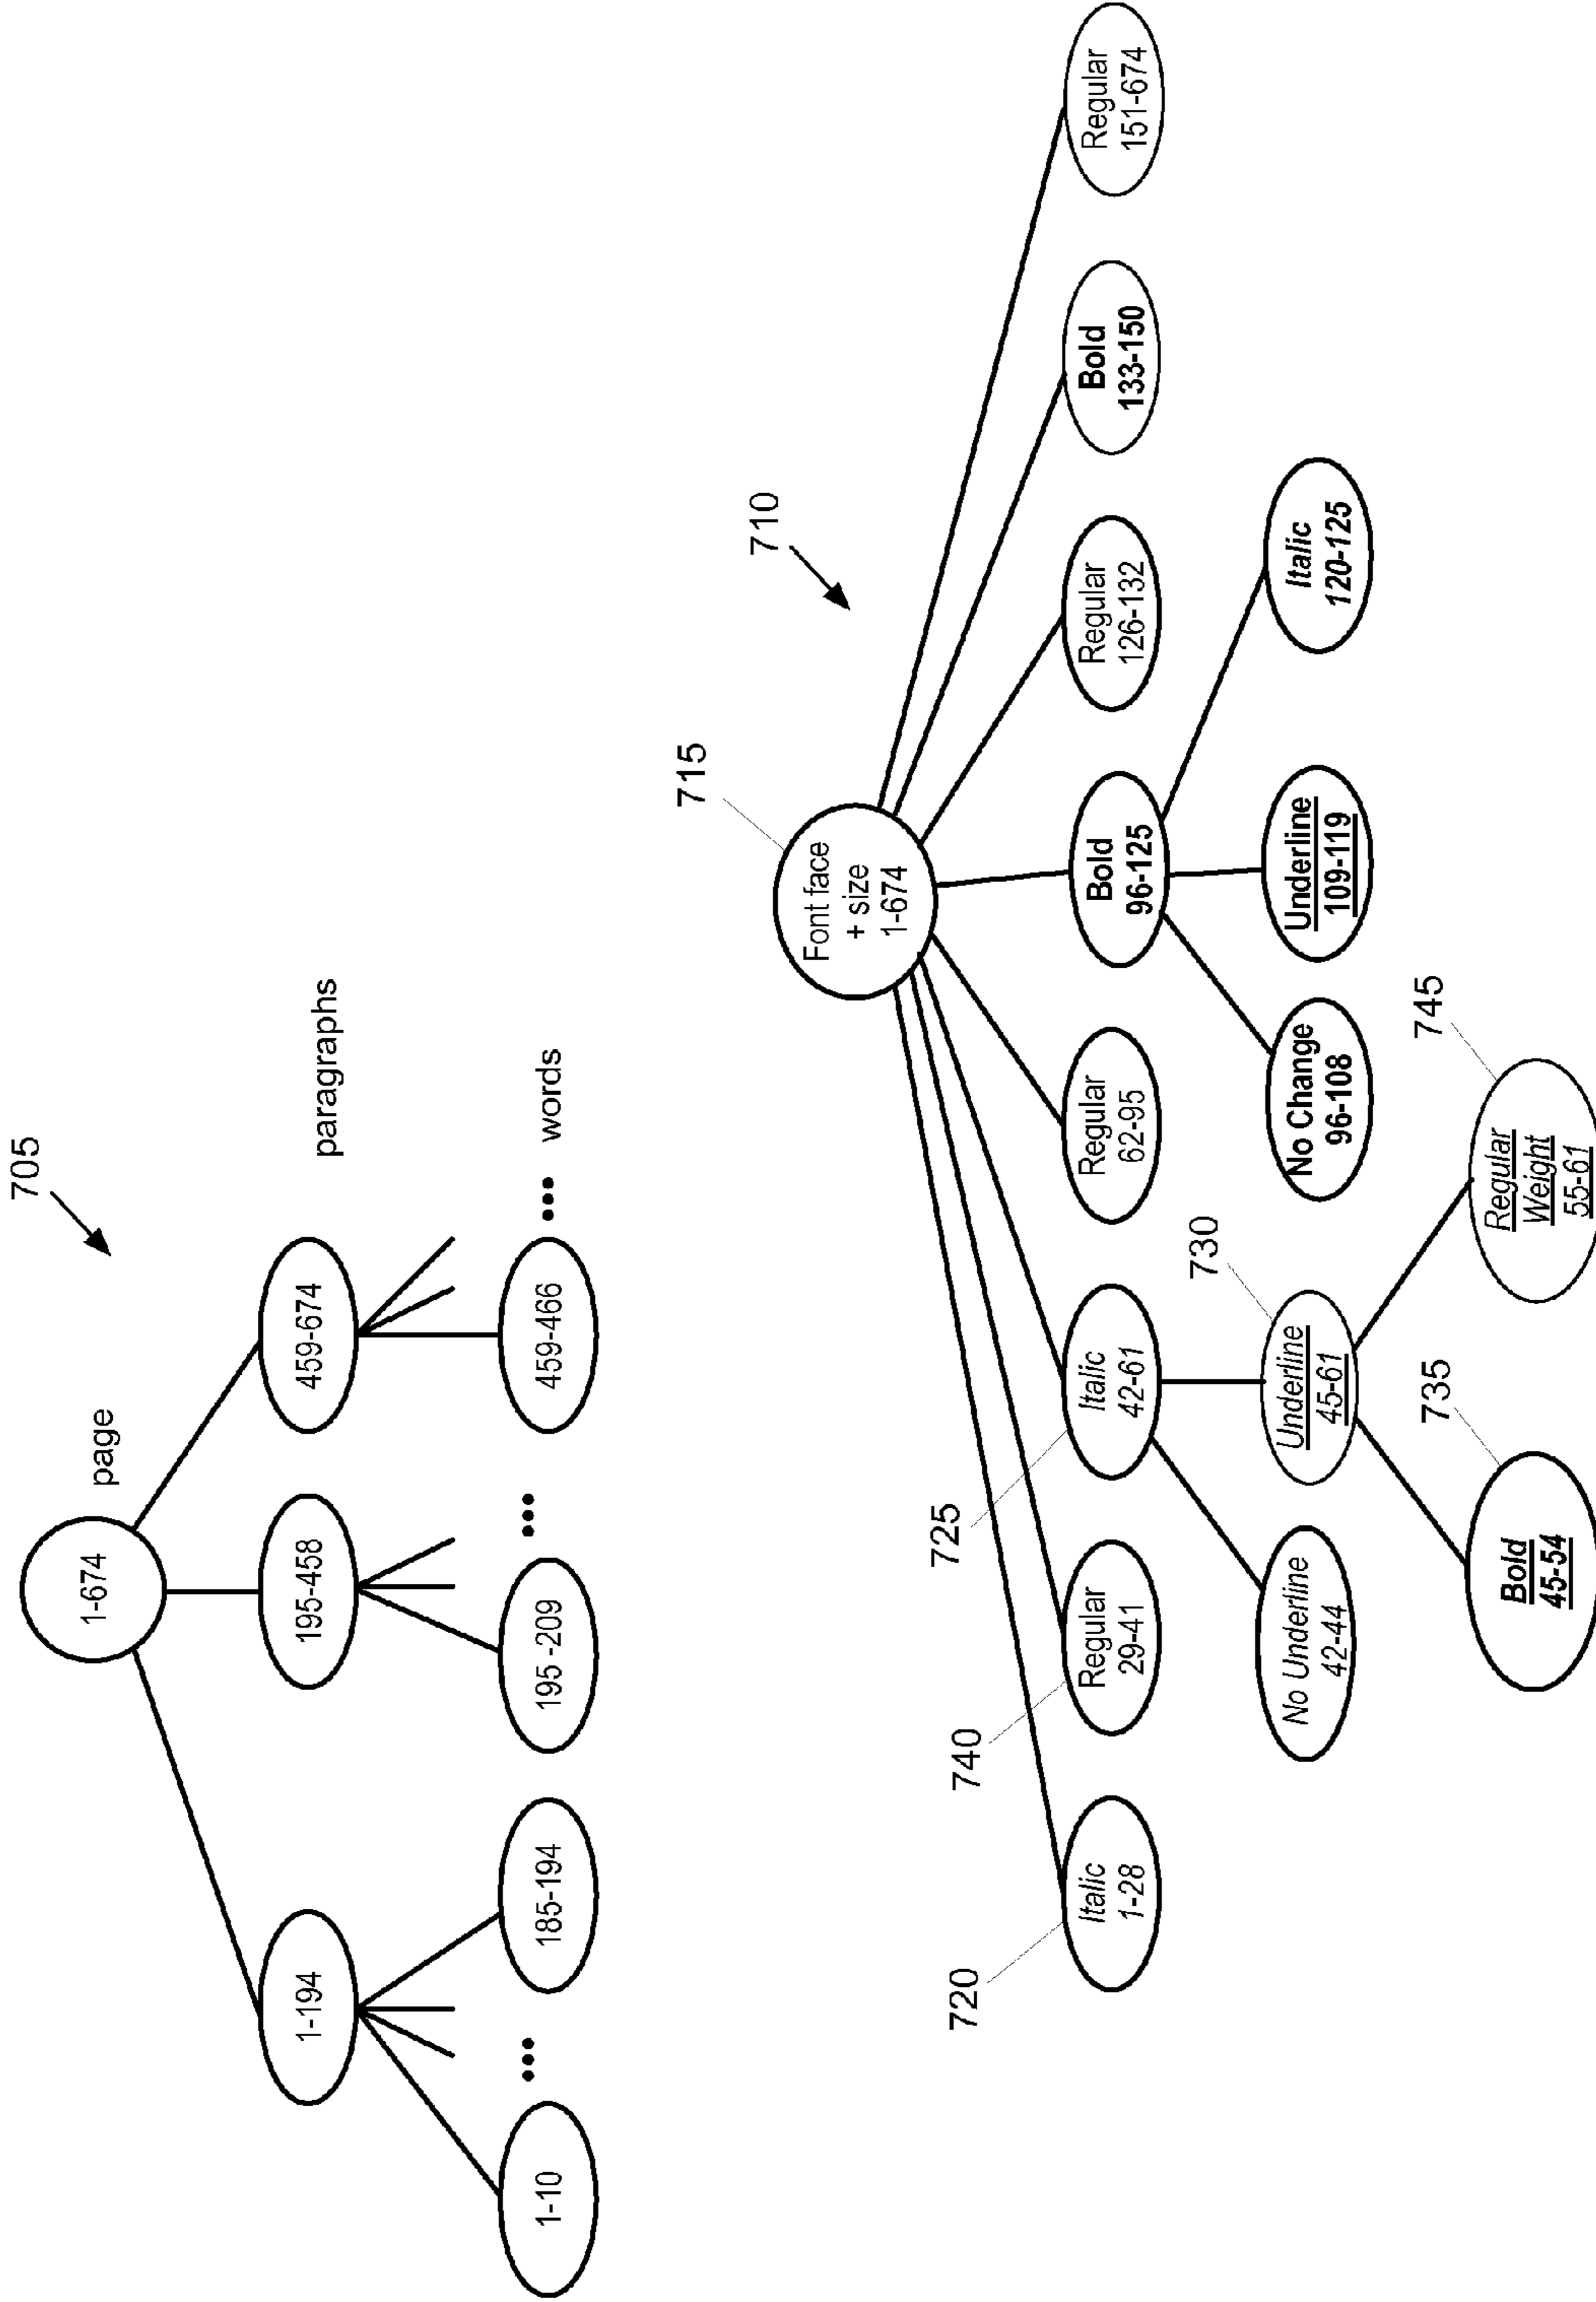 705
page
1-674
paragraphs
1-194
195-458
459-674
words
1-10
...
185-194
195 -209
...
459-466
...
710
715
Font face
+ size
1-674
720
Italic
1-28
740
Regular
29-41
725
Italic
42-61
Regular
62-95
Bold
96-125
Regular
126-132
Bold
133-150
Regular
151-674
No Underline
42-44
730
Underline
45-61
No Change
96-108
Underline
109-119
Italic
120-125
735
Bold
45-54
745
Regular
Weight
55-61